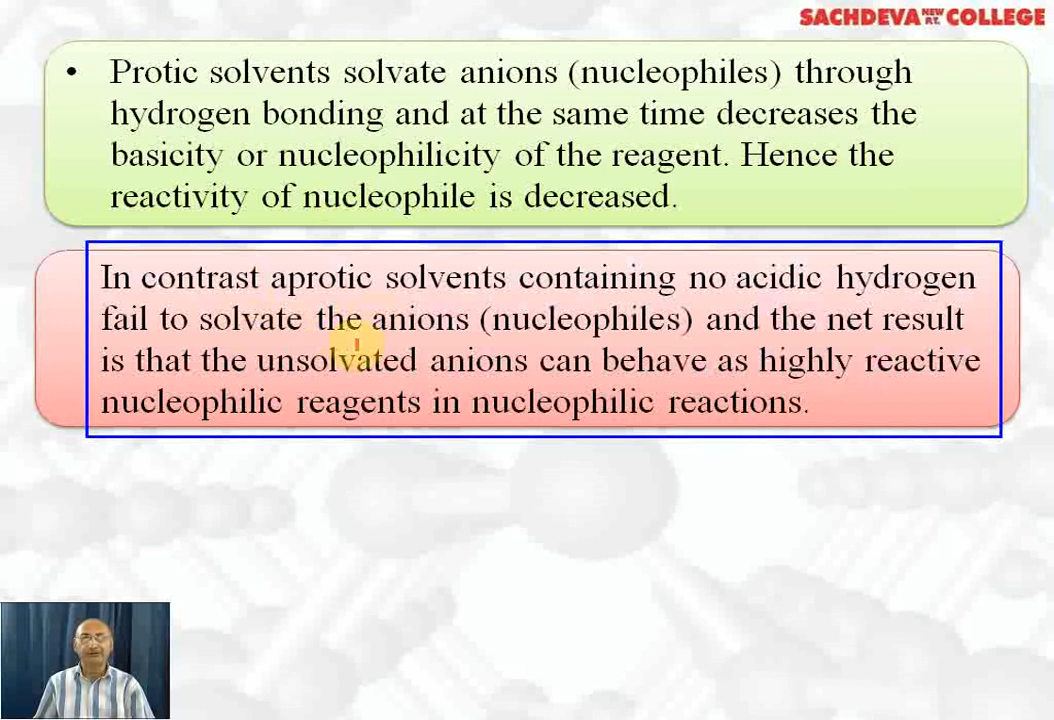 SACHDEVA NEW P.T. COLLEGE
• Protic solvents solvate anions (nucleophiles) through
hydrogen bonding and at the same time decreases the
basicity or nucleophilicity of the reagent. Hence the
reactivity of nucleophile is decreased.
In contrast aprotic solvents containing no acidic hydrogen
fail to solvate the anions (nucleophiles) and the net result
is that the unsolvated anions can behave as highly reactive
nucleophilic reagents in nucleophilic reactions.